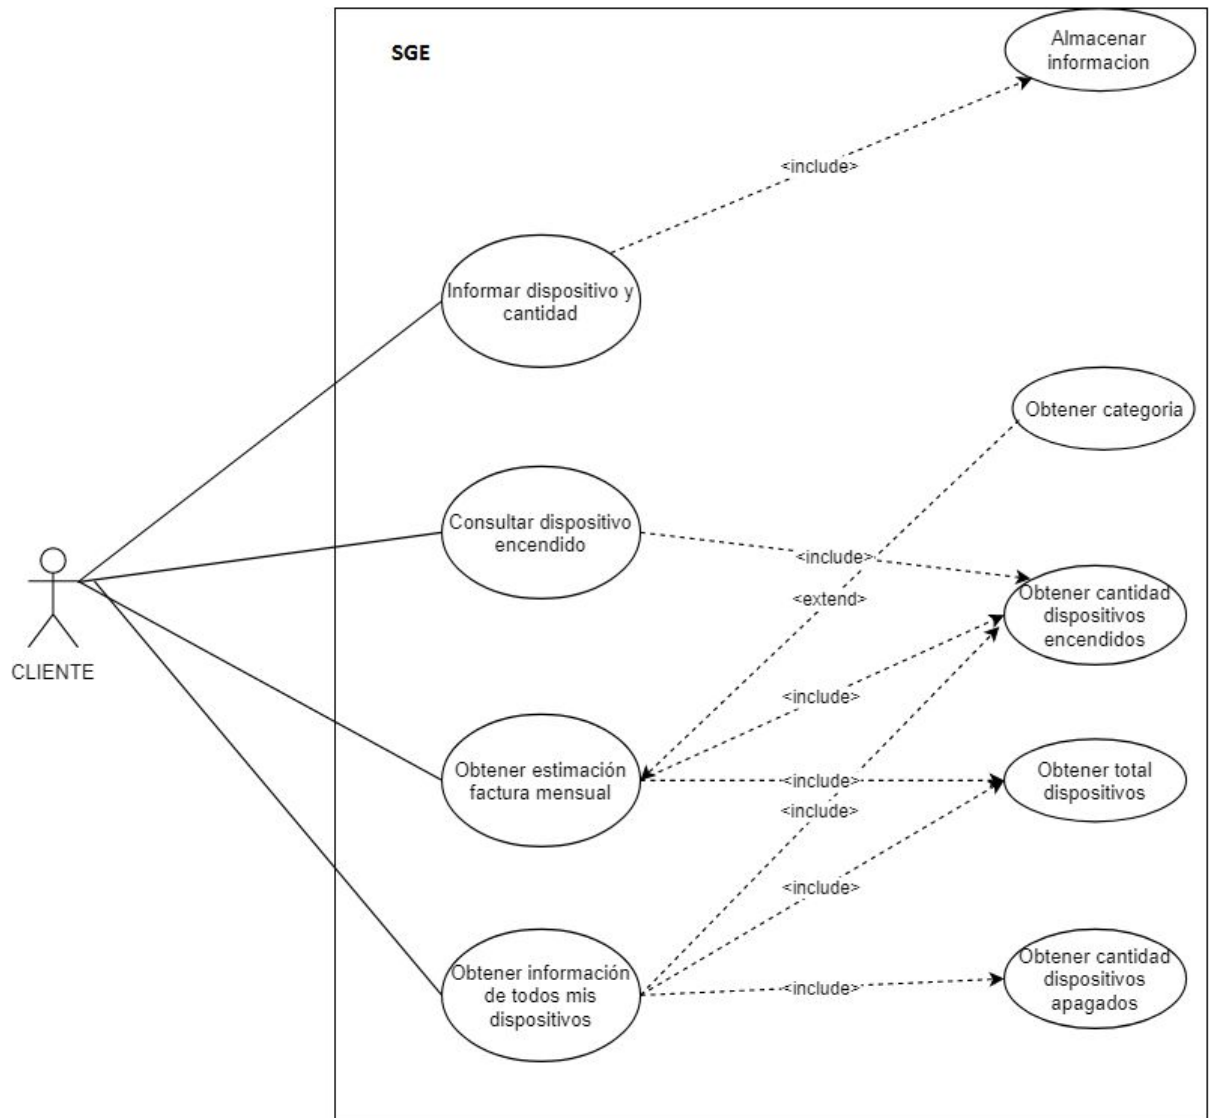 SGE
Almacenar
informacion
<include>
Informar dispositivo y
cantidad
Obtener categoria
Consultar dispositivo
encendido
<include>
<extend>
Obtener cantidad
dispositivos
encendidos
CLIENTE
<include>
Obtener estimación
factura mensual
<include>
<include>
Obtener total
dispositivos
<include>
Obtener información
de todos mis
dispositivos
<include>
Obtener cantidad
dispositivos
apagados